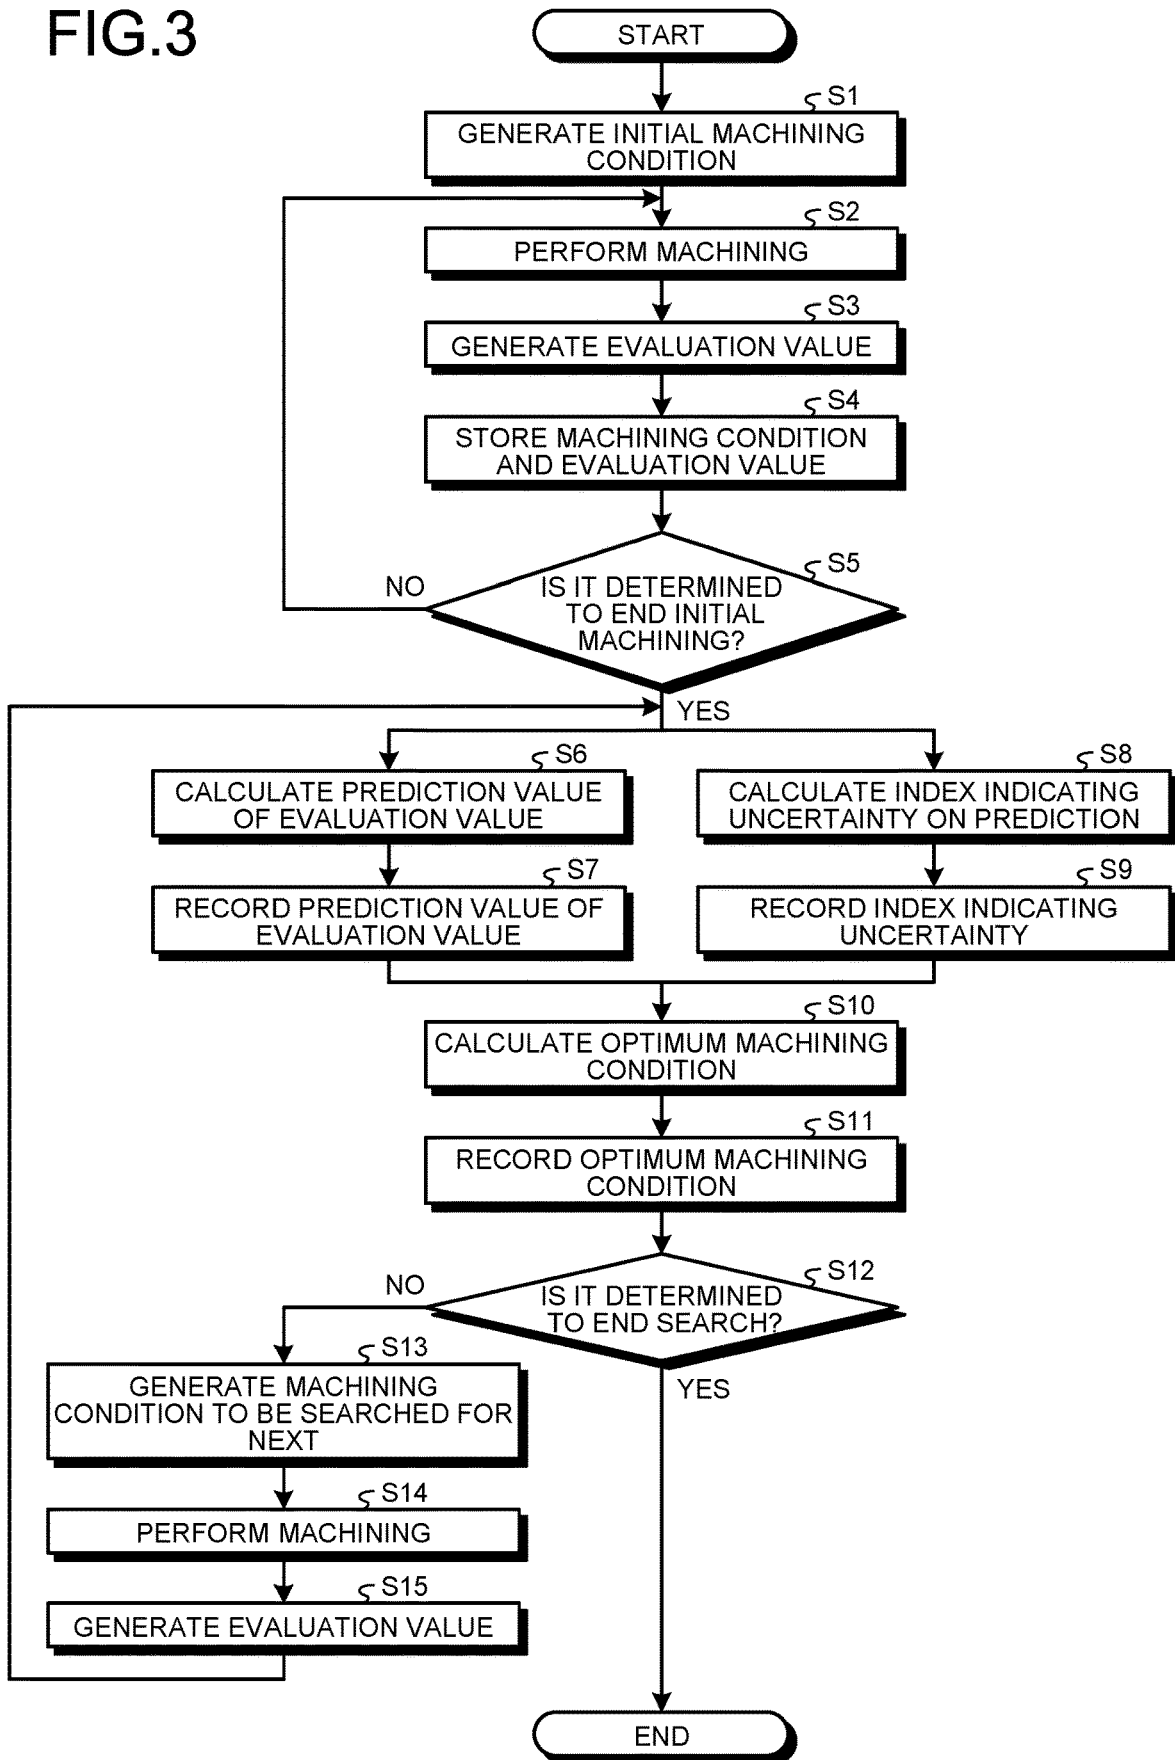 FIG.3
START
S1
GENERATE INITIAL MACHINING
CONDITION
S2
PERFORM MACHINING
S3
GENERATE EVALUATION VALUE
S4
STORE MACHINING CONDITION
AND EVALUATION VALUE
S5
IS IT DETERMINED
TO END INITIAL
MACHINING?
NO
YES
S6
CALCULATE PREDICTION VALUE
OF EVALUATION VALUE
S8
CALCULATE INDEX INDICATING
UNCERTAINTY ON PREDICTION
S7
RECORD PREDICTION VALUE OF
EVALUATION VALUE
S9
RECORD INDEX INDICATING
UNCERTAINTY
S10
CALCULATE OPTIMUM MACHINING
CONDITION
S11
RECORD OPTIMUM MACHINING
CONDITION
S12
IS IT DETERMINED
TO END SEARCH?
NO
YES
S13
GENERATE MACHINING
CONDITION TO BE SEARCHED FOR
NEXT
S14
PERFORM MACHINING
S15
GENERATE EVALUATION VALUE
END